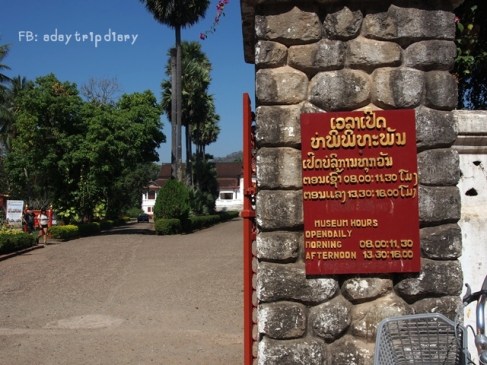 FB: adaytripdiary
ເວລາເປີດ
ຫໍພິພິທະພັນ
ເປີດບໍລິການທຸກວັນ
ຕອນເຊົ້າ 08,00;11,30 ໂມງ
ຕອນແລງ 13,30;16.00 ໂມງ
MUSEUM HOURS
OPENDAILY
MORNING 08,00;11,30
AFTERNOON 13.30;16.00